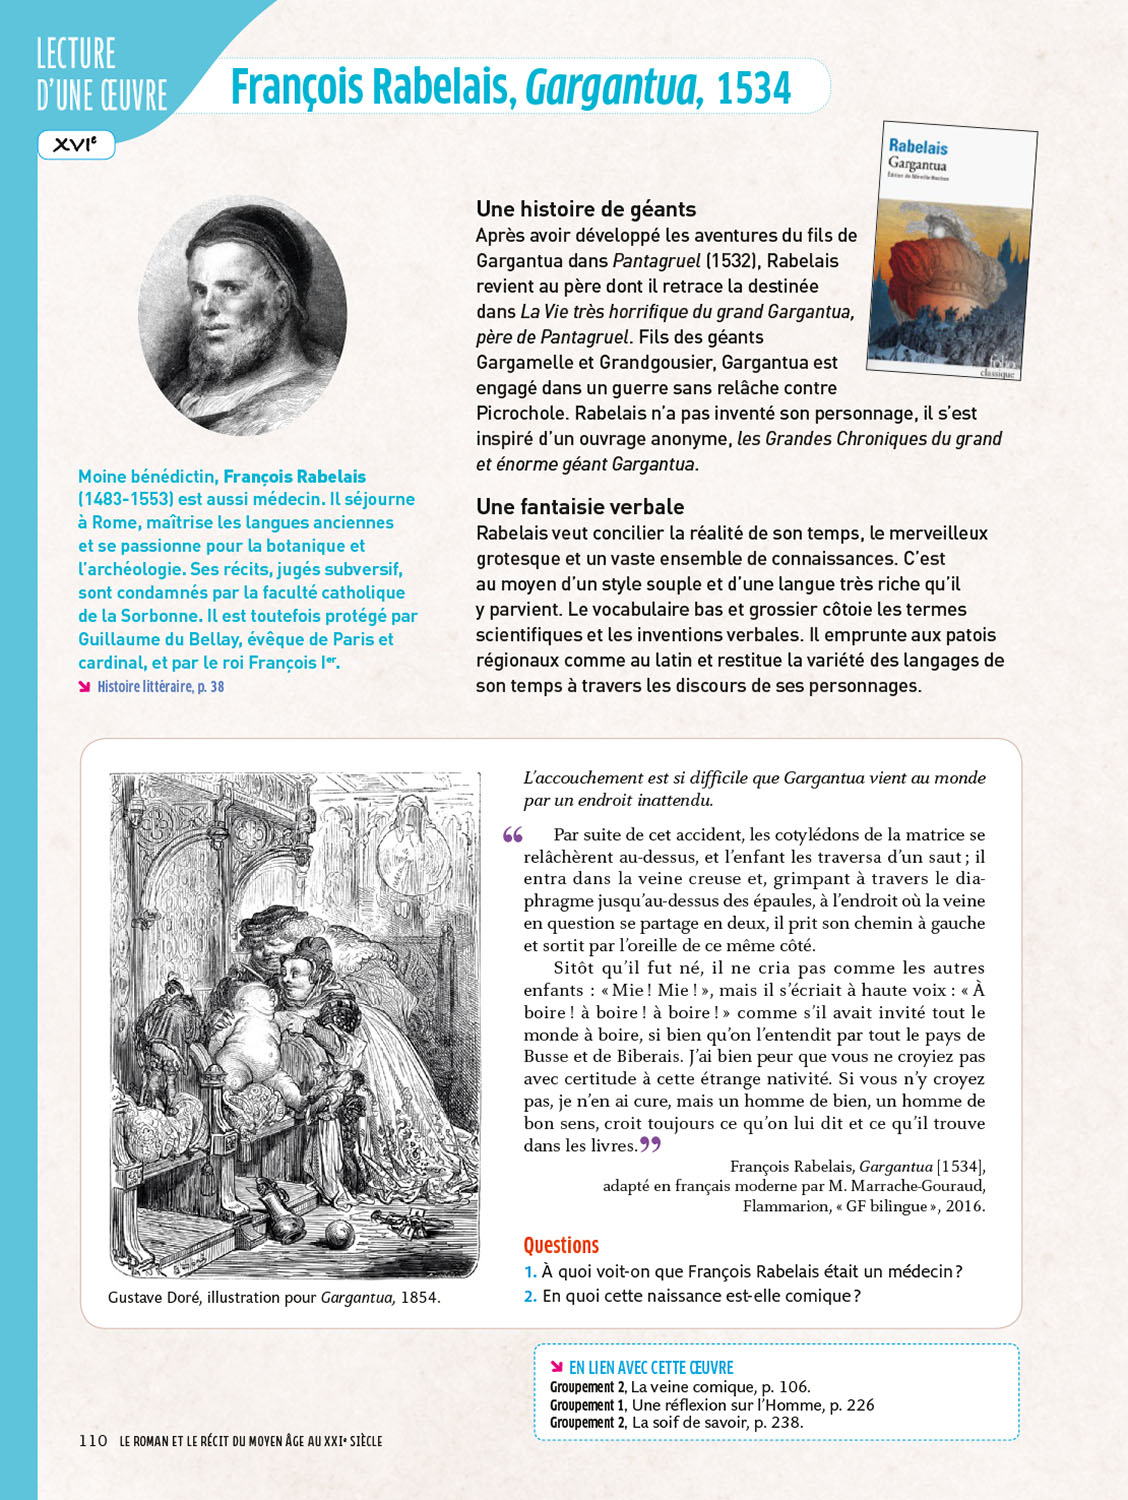 LECTURE
D'UNE ŒUVRE
François Rabelais, Gargantua, 1534
XVIe
Rabelais
Gargantua
Édition de Mireille Huchon
folio
classique
Moine bénédictin, François Rabelais
(1483-1553) est aussi médecin. Il séjourne
à Rome, maîtrise les langues anciennes
et se passionne pour la botanique et
l'archéologie. Ses récits, jugés subversif,
sont condamnés par la faculté catholique
de la Sorbonne. Il est toutefois protégé par
Guillaume du Bellay, évêque de Paris et
cardinal, et par le roi François Ier.
Histoire littéraire, p. 38
Une histoire de géants
Après avoir développé les aventures du fils de
Gargantua dans Pantagruel (1532), Rabelais
revient au père dont il retrace la destinée
dans La Vie très horrifique du grand Gargantua,
père de Pantagruel. Fils des géants
Gargamelle et Grandgousier, Gargantua est
engagé dans un guerre sans relâche contre
Picrochole. Rabelais n'a pas inventé son personnage, il s'est
inspiré d'un ouvrage anonyme, les Grandes Chroniques du grand
et énorme géant Gargantua.
Une fantaisie verbale
Rabelais veut concilier la réalité de son temps, le merveilleux
grotesque et un vaste ensemble de connaissances. C'est
au moyen d'un style souple et d'une langue très riche qu'il
y parvient. Le vocabulaire bas et grossier côtoie les termes
scientifiques et les inventions verbales. Il emprunte aux patois
régionaux comme au latin et restitue la variété des langages de
son temps à travers les discours de ses personnages.
Gustave Doré, illustration pour Gargantua, 1854.
L'accouchement est si difficile que Gargantua vient au monde
par un endroit inattendu.
“ Par suite de cet accident, les cotylédons de la matrice se
relâchèrent au-dessus, et l'enfant les traversa d'un saut ; il
entra dans la veine creuse et, grimpant à travers le dia-
phragme jusqu'au-dessus des épaules, à l'endroit où la veine
en question se partage en deux, il prit son chemin à gauche
et sortit par l'oreille de ce même côté.
Sitôt qu'il fut né, il ne cria pas comme les autres
enfants : « Mie ! Mie ! », mais il s'écriait à haute voix : « À
boire ! à boire ! à boire ! » comme s'il avait invité tout le
monde à boire, si bien qu'on l'entendit par tout le pays de
Busse et de Biberais. J'ai bien peur que vous ne croyiez pas
avec certitude à cette étrange nativité. Si vous n'y croyez
pas, je n'en ai cure, mais un homme de bien, un homme de
bon sens, croit toujours ce qu'on lui dit et ce qu'il trouve
dans les livres. ”
François Rabelais, Gargantua [1534],
adapté en français moderne par M. Marrache-Gouraud,
Flammarion, « GF bilingue », 2016.
Questions
1. À quoi voit-on que François Rabelais était un médecin ?
2. En quoi cette naissance est-elle comique ?
EN LIEN AVEC CETTE ŒUVRE
Groupement 2, La veine comique, p. 106.
Groupement 1, Une réflexion sur l'Homme, p. 226
Groupement 2, La soif de savoir, p. 238.
110 LE ROMAN ET LE RÉCIT DU MOYEN ÂGE AU XXIe SIÈCLE